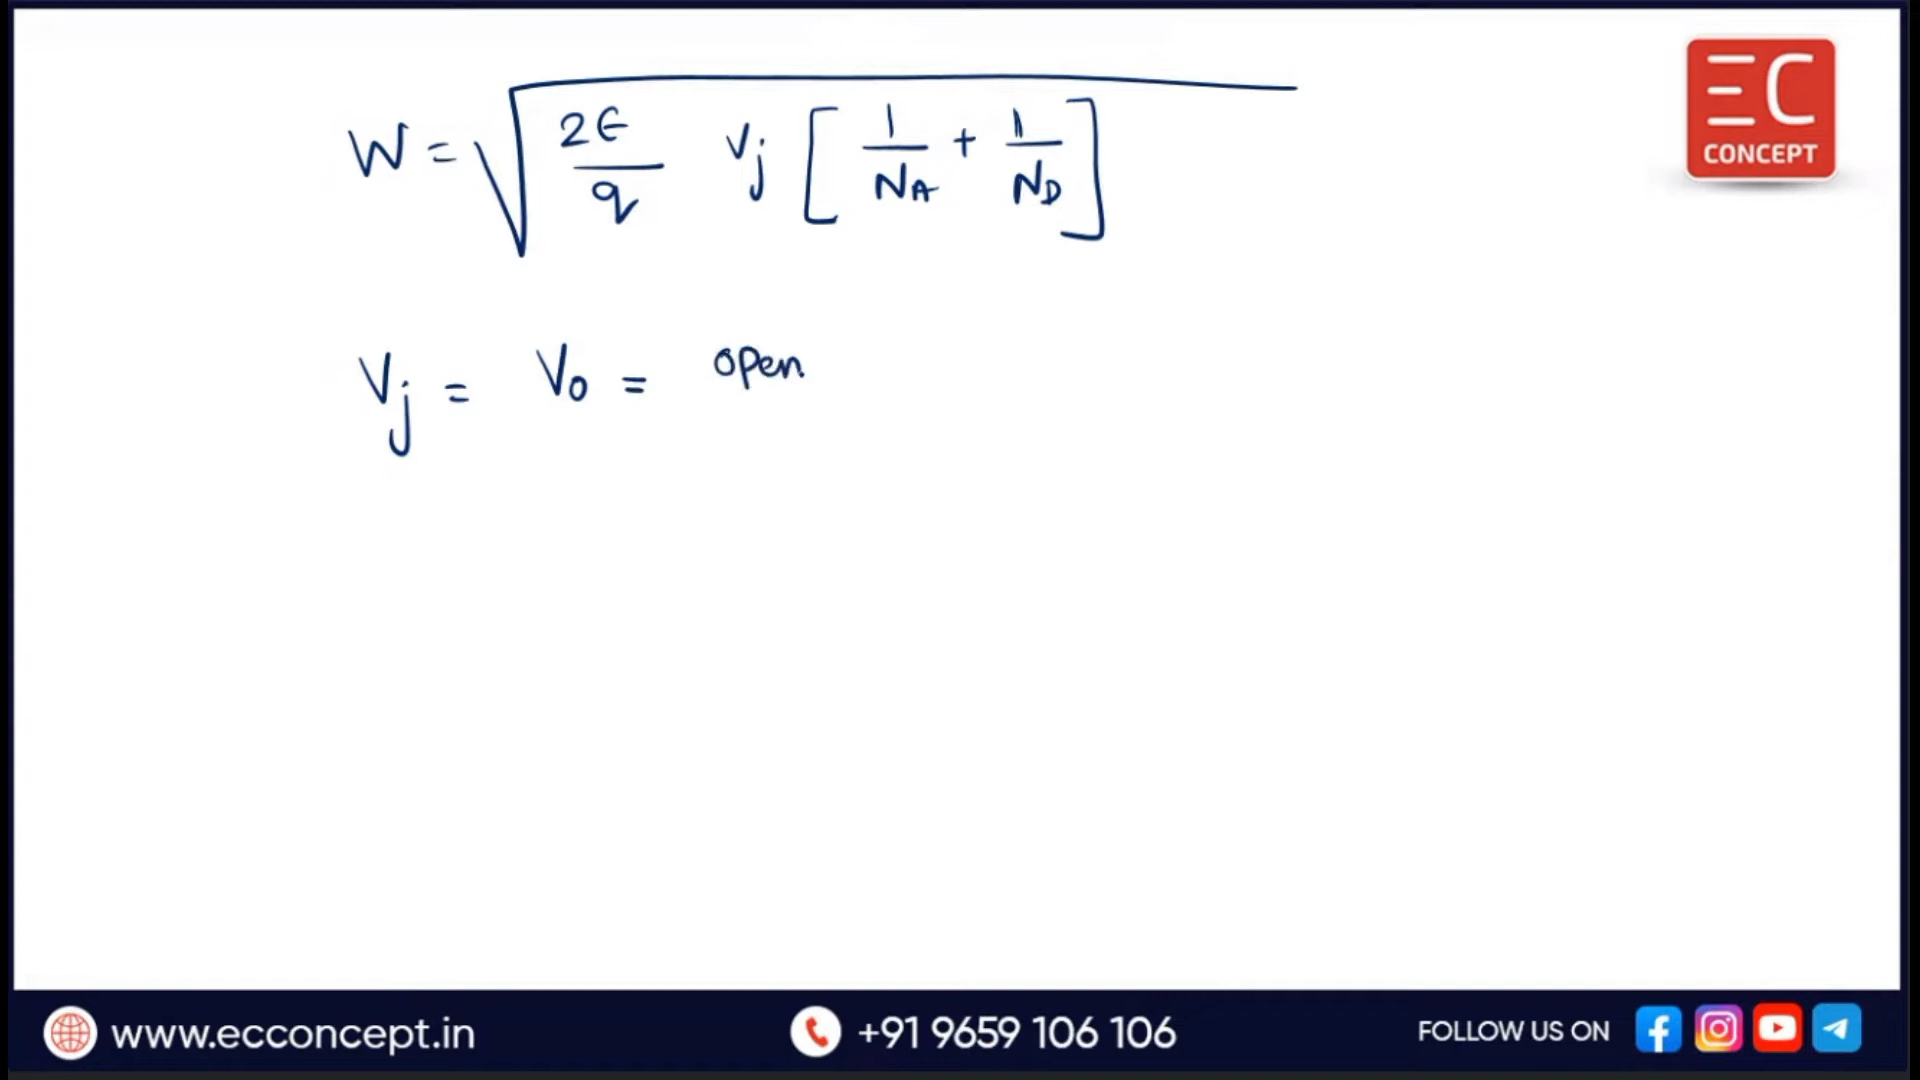 W = √ 2ϵ/q Vj [ 1/NA + 1/ND ]
Vj = V0 = open.
EC
CONCEPT
www.ecconcept.in
+91 9659 106 106
FOLLOW US ON